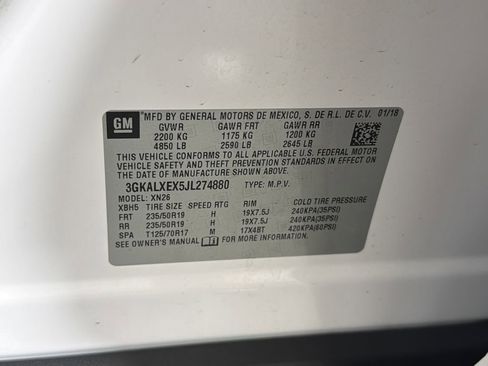 GM
MFD BY GENERAL MOTORS DE MEXICO, S. DE R.L. DE C.V. 01/18
GVWR GAWR FRT GAWR RR
2200 KG 1175 KG 1200 KG
4850 LB 2590 LB 2645 LB
THIS VEHICLE CONFORMS TO ALL APPLICABLE U.S. FEDERAL MOTOR
VEHICLE SAFETY AND THEFT PREVENTION STANDARDS IN EFFECT
ON THE DATE OF MANUFACTURE SHOWN ABOVE.
3GKALXEX5JL274880 TYPE: M.P.V.
MODEL: XN26
XBH5 TIRE SIZE SPEED RTG RIM COLD TIRE PRESSURE
FRT 235/50R19 H 19X7.5J 240KPA(35PSI)
RR 235/50R19 H 19X7.5J 240KPA(35PSI)
SPA T125/70R17 M 17X4BT 420KPA(60PSI)
SEE OWNER'S MANUAL FOR MORE INFORMATION